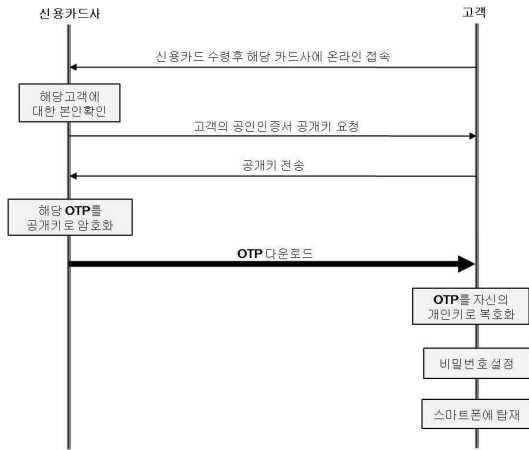 신용카드사
고객
신용카드 수령후 해당 카드사에 온라인 접속
해당고객에
대한 본인확인
고객의 공인인증서 공개키 요청
공개키 전송
해당 OTP를
공개키로 암호화
OTP 다운로드
OTP를 자신의
개인키로 복호화
비밀번호 설정
스마트폰에 탑재